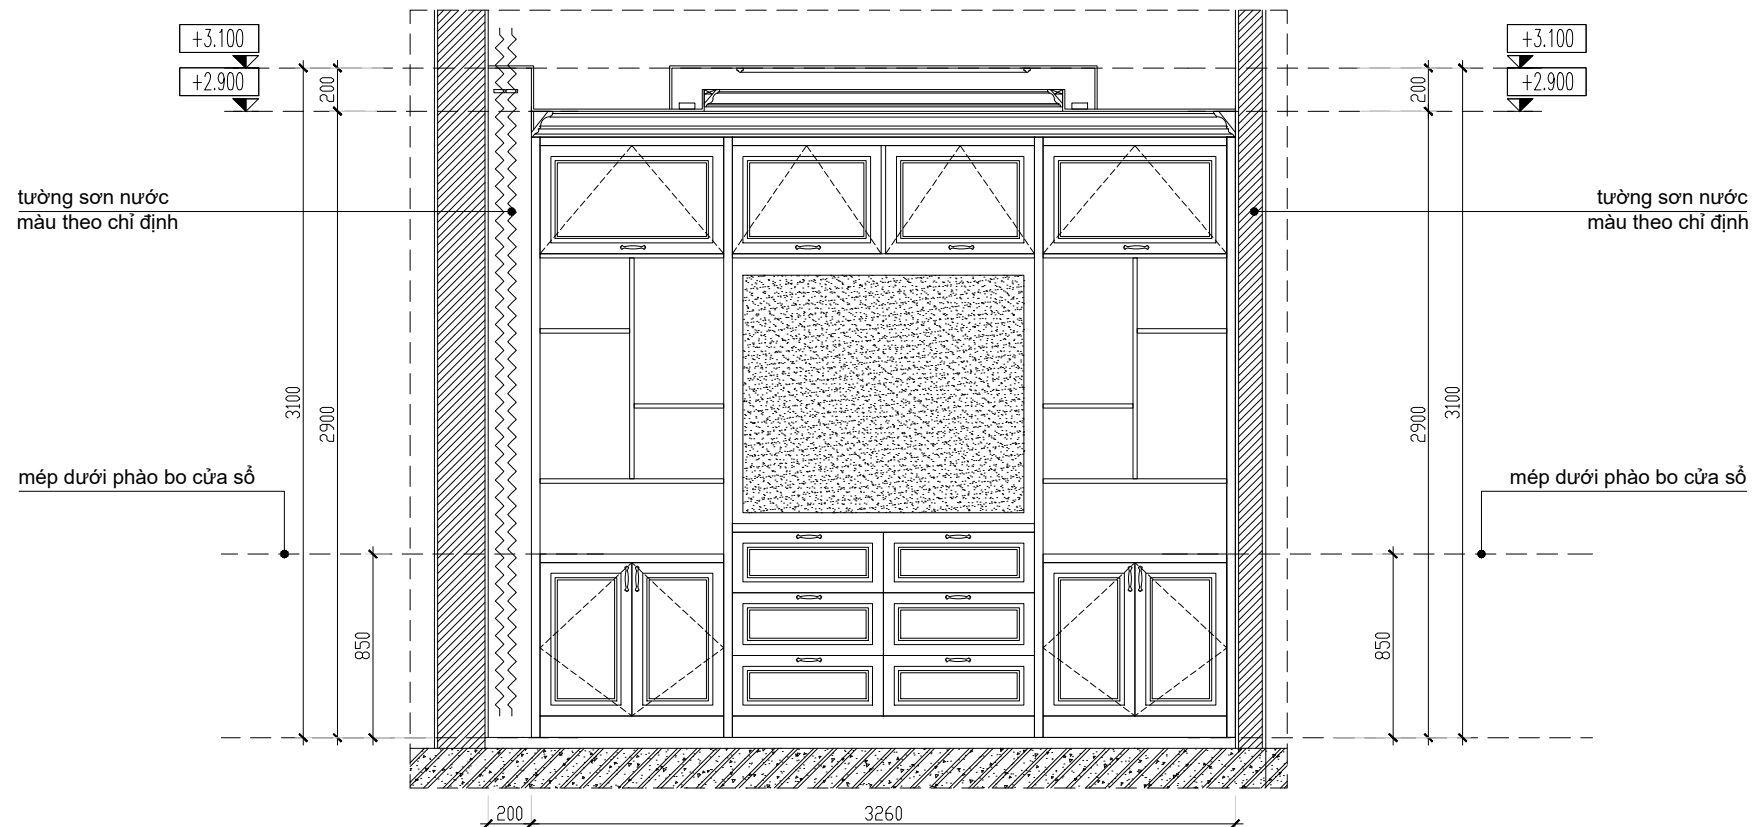 +3.100
+2.900
200
3100
2900
850
tường sơn nước
màu theo chỉ định
mép dưới phào bo cửa sổ
+3.100
+2.900
200
2900
3100
850
tường sơn nước
màu theo chỉ định
mép dưới phào bo cửa sổ
200
3260